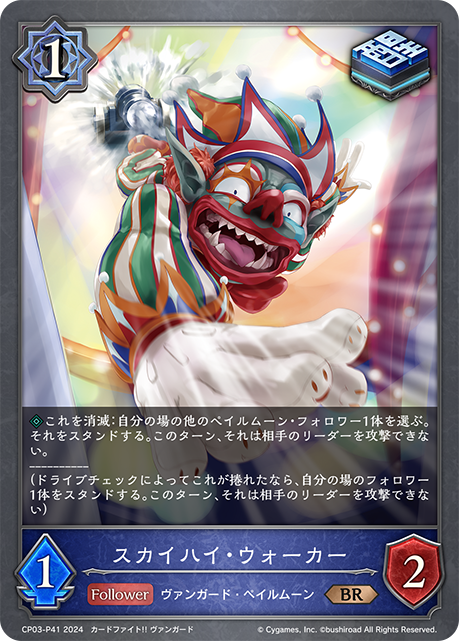 1
これを消滅：自分の場の他のペイルムーン・フォロワー1体を選ぶ。
それをスタンドする。このターン、それは相手のリーダーを攻撃できな
い。
----------
(ドライブチェックによってこれが捲れたなら、自分の場のフォロワー
1体をスタンドする。このターン、それは相手のリーダーを攻撃できな
い)
スカイハイ・ウォーカー
1
2
Follower ヴァンガード・ペイルムーン BR
CP03-P41 2024 カードファイト!! ヴァンガード © Cygames, Inc. ©bushiroad All Rights Reserved.